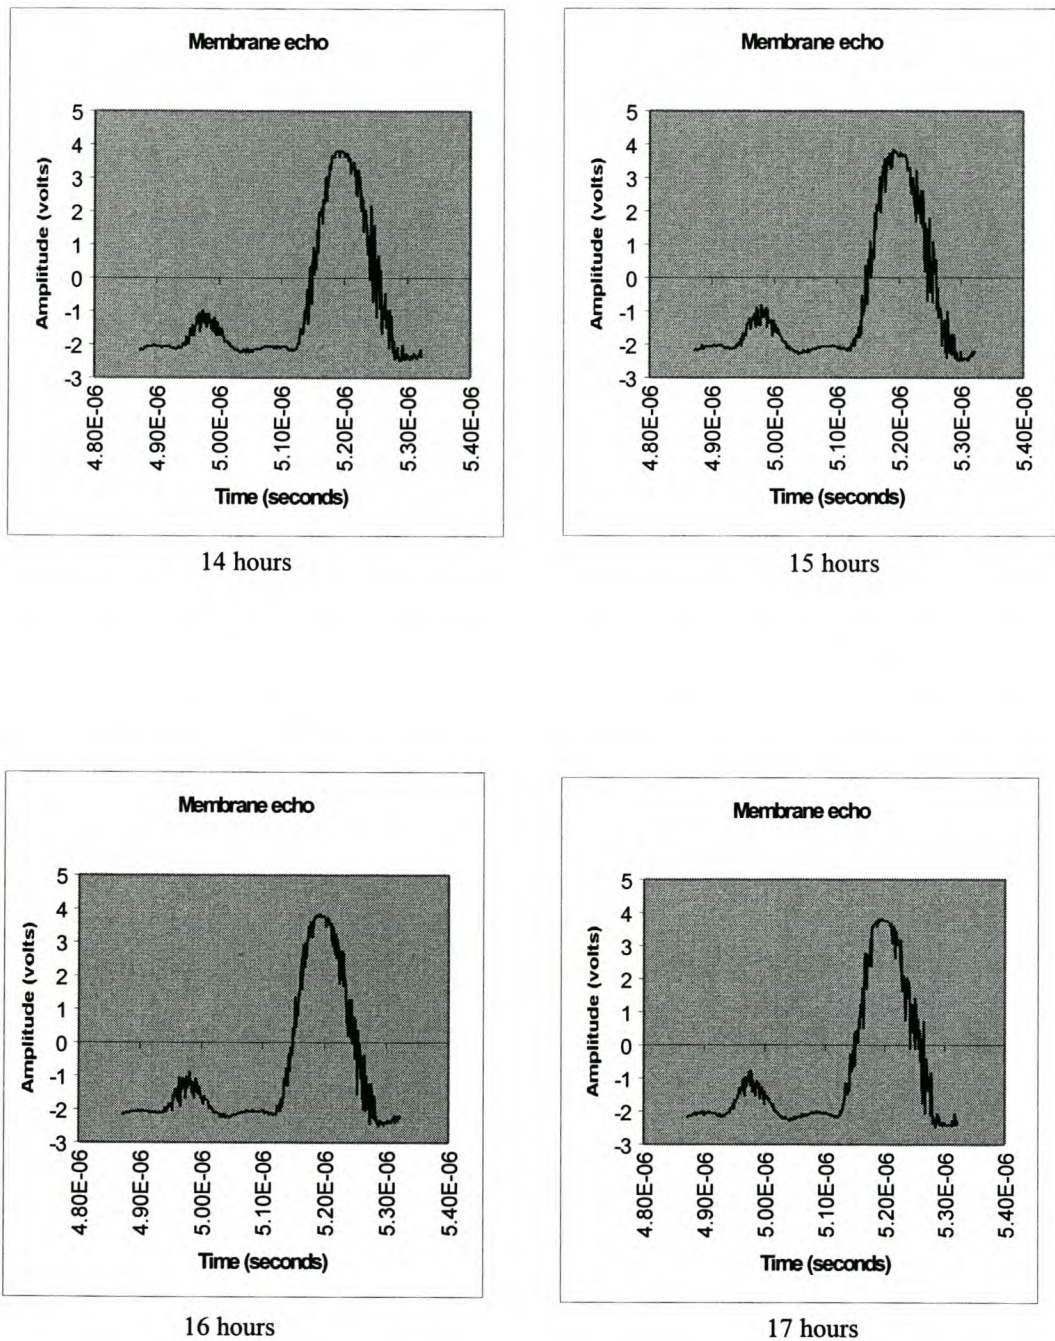 Membrane echo
5
4
3
2
1
0
-1
-2
-3
Amplitude (volts)
4.80E-06
4.90E-06
5.00E-06
5.10E-06
5.20E-06
5.30E-06
5.40E-06
Time (seconds)
14 hours
Membrane echo
5
4
3
2
1
0
-1
-2
-3
Amplitude (volts)
4.80E-06
4.90E-06
5.00E-06
5.10E-06
5.20E-06
5.30E-06
5.40E-06
Time (seconds)
15 hours
Membrane echo
5
4
3
2
1
0
-1
-2
-3
Amplitude (volts)
4.80E-06
4.90E-06
5.00E-06
5.10E-06
5.20E-06
5.30E-06
5.40E-06
Time (seconds)
16 hours
Membrane echo
5
4
3
2
1
0
-1
-2
-3
Amplitude (volts)
4.80E-06
4.90E-06
5.00E-06
5.10E-06
5.20E-06
5.30E-06
5.40E-06
Time (seconds)
17 hours